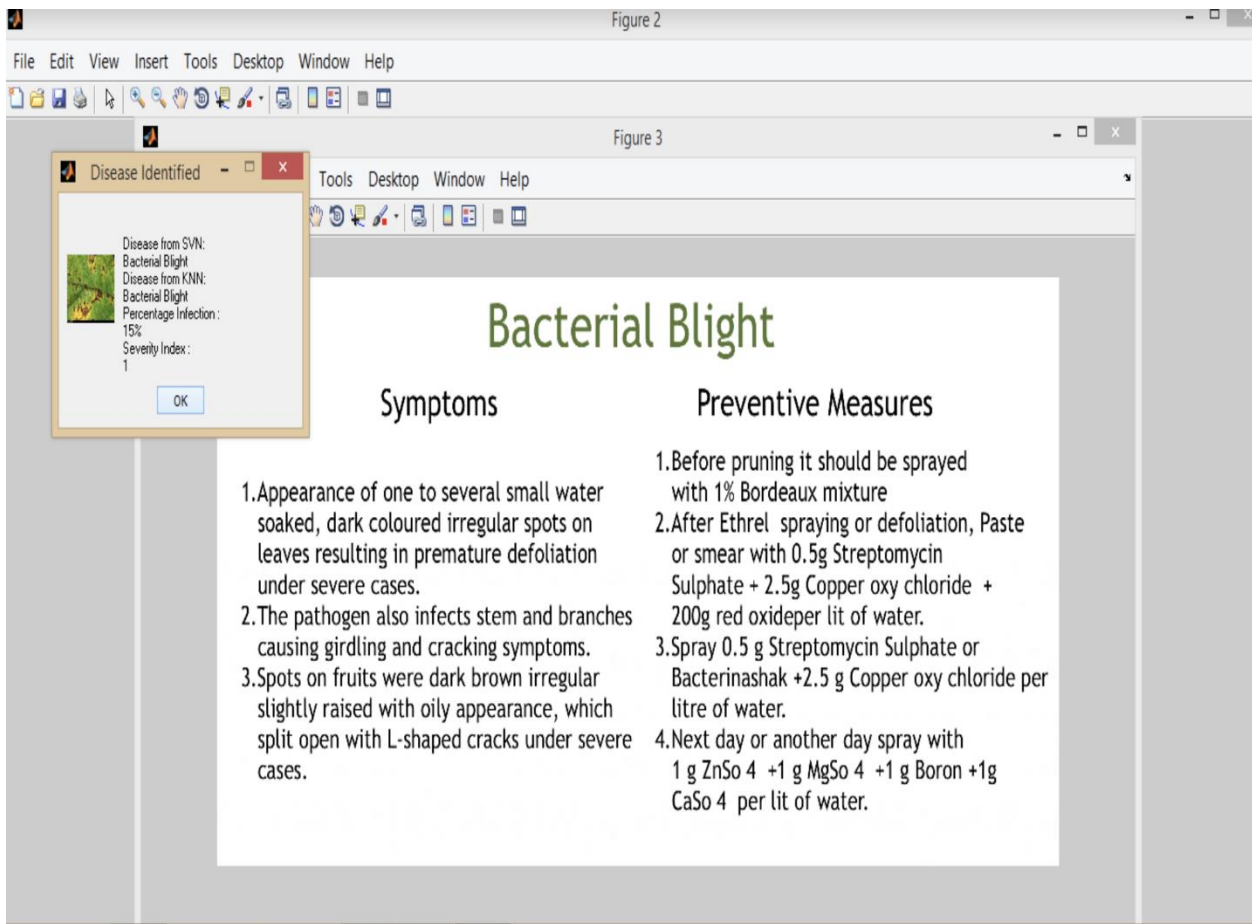 Figure 2
File Edit View Insert Tools Desktop Window Help
Figure 3
Tools Desktop Window Help
Disease Identified
Disease from SVN:
Bacterial Blight
Disease from KNN:
Bacterial Blight
Percentage Infection :
15%
Severity Index :
1
OK
Bacterial Blight
Symptoms
1.Appearance of one to several small water
soaked, dark coloured irregular spots on
leaves resulting in premature defoliation
under severe cases.
2.The pathogen also infects stem and branches
causing girdling and cracking symptoms.
3.Spots on fruits were dark brown irregular
slightly raised with oily appearance, which
split open with L-shaped cracks under severe
cases.
Preventive Measures
1.Before pruning it should be sprayed
with 1% Bordeaux mixture
2.After Ethrel spraying or defoliation, Paste
or smear with 0.5g Streptomycin
Sulphate + 2.5g Copper oxy chloride +
200g red oxideper lit of water.
3.Spray 0.5 g Streptomycin Sulphate or
Bacterinashak +2.5 g Copper oxy chloride per
litre of water.
4.Next day or another day spray with
1 g ZnSo 4 +1 g MgSo 4 +1 g Boron +1g
CaSo 4 per lit of water.